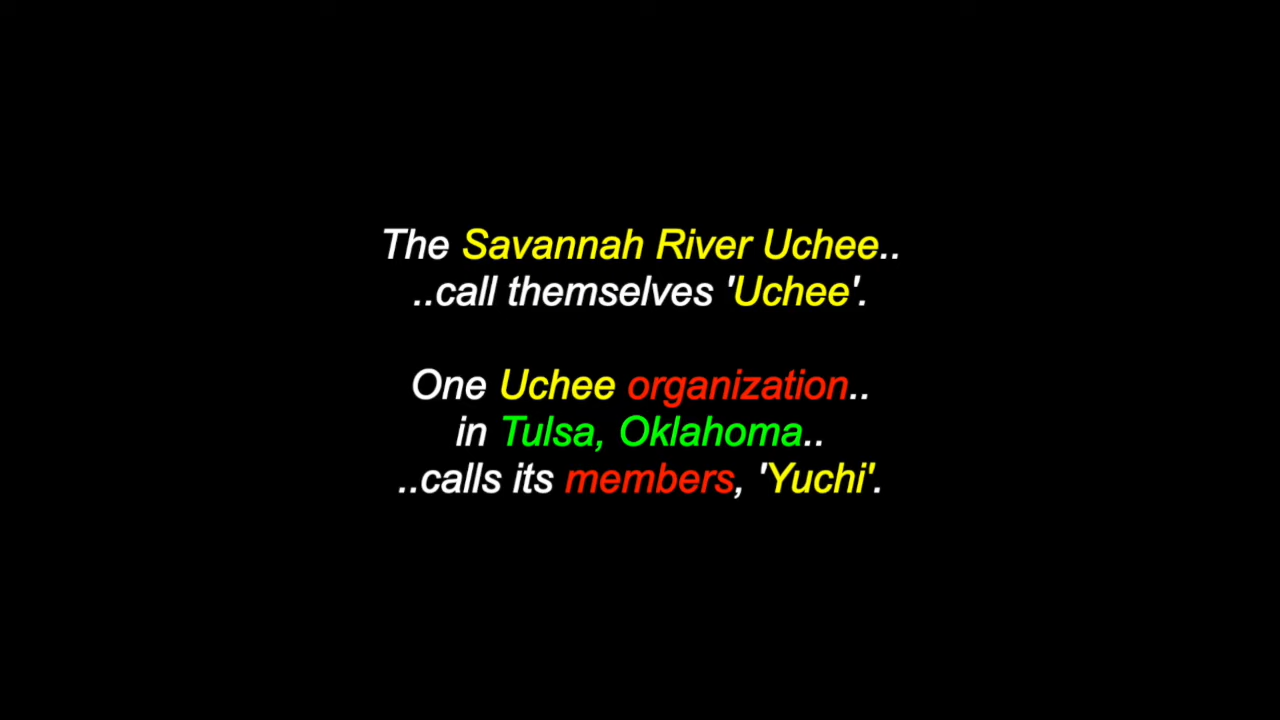 The Savannah River Uchee..
..call themselves 'Uchee'.
One Uchee organization..
in Tulsa, Oklahoma..
..calls its members, 'Yuchi'.